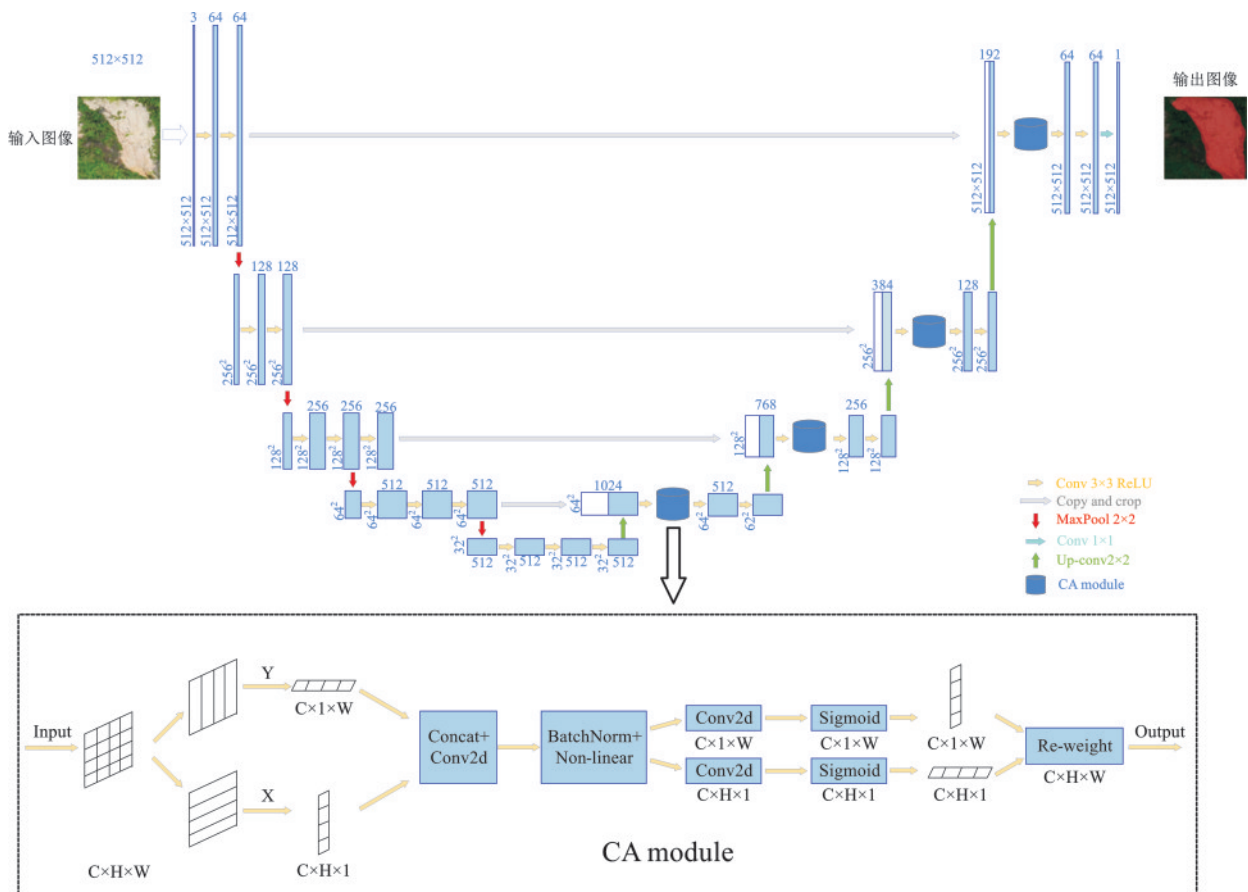 3 64 64
512×512
输入图像
512×512
512×512
512×512
192
64 64 1
输出图像
512×512
512×512
512×512
512×512
128 128
256²
256²
256²
384
128
256²
256²
256²
256 256 256
128²
128²
128²
128²
768
256
128²
128²
128²
512 512 512
64²
64²
64²
64²
1024
512
64²
64²
62²
32²
512
32²
512
32²
512
32²
512
Conv 3×3 ReLU
Copy and crop
MaxPool 2×2
Conv 1×1
Up-conv2×2
CA module
Input
C×H×W
Y
C×1×W
X
C×H×1
Concat+
Conv2d
BatchNorm+
Non-linear
Conv2d
C×1×W
Sigmoid
C×1×W
C×1×W
Conv2d
C×H×1
Sigmoid
C×H×1
C×H×1
Re-weight
C×H×W
Output
CA module